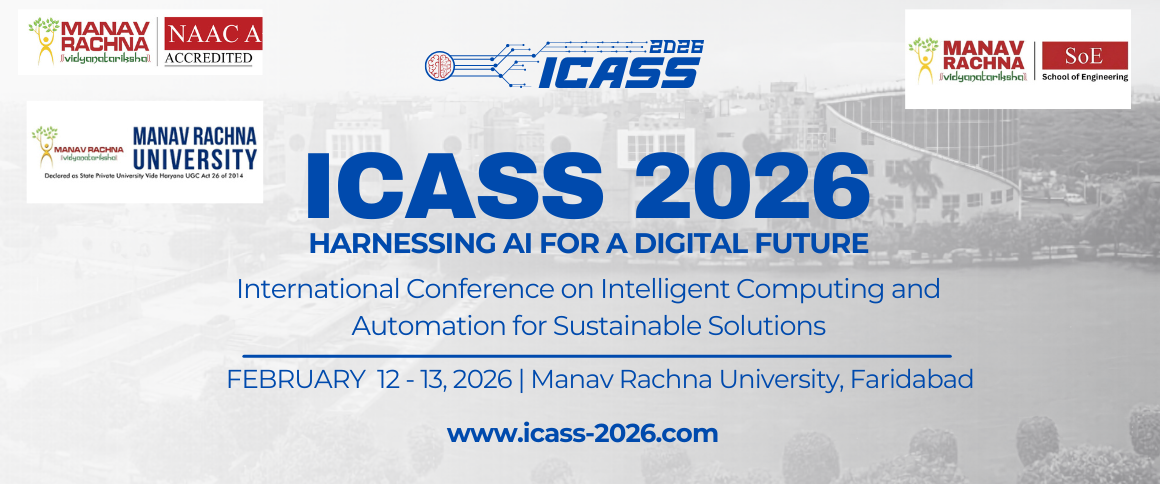 MANAV
RACHNA
vidyanatariksha
NAAC A
ACCREDITED
2026
ICASS
MANAV
RACHNA
vidyanatariksha
SoE
School of Engineering
MANAV RACHNA
vidyanatariksha
MANAV RACHNA
UNIVERSITY
Declared as State Private University Vide Haryana UGC Act 26 of 2014
ICASS 2026
HARNESSING AI FOR A DIGITAL FUTURE
International Conference on Intelligent Computing and
Automation for Sustainable Solutions
FEBRUARY 12 - 13, 2026 | Manav Rachna University, Faridabad
www.icass-2026.com